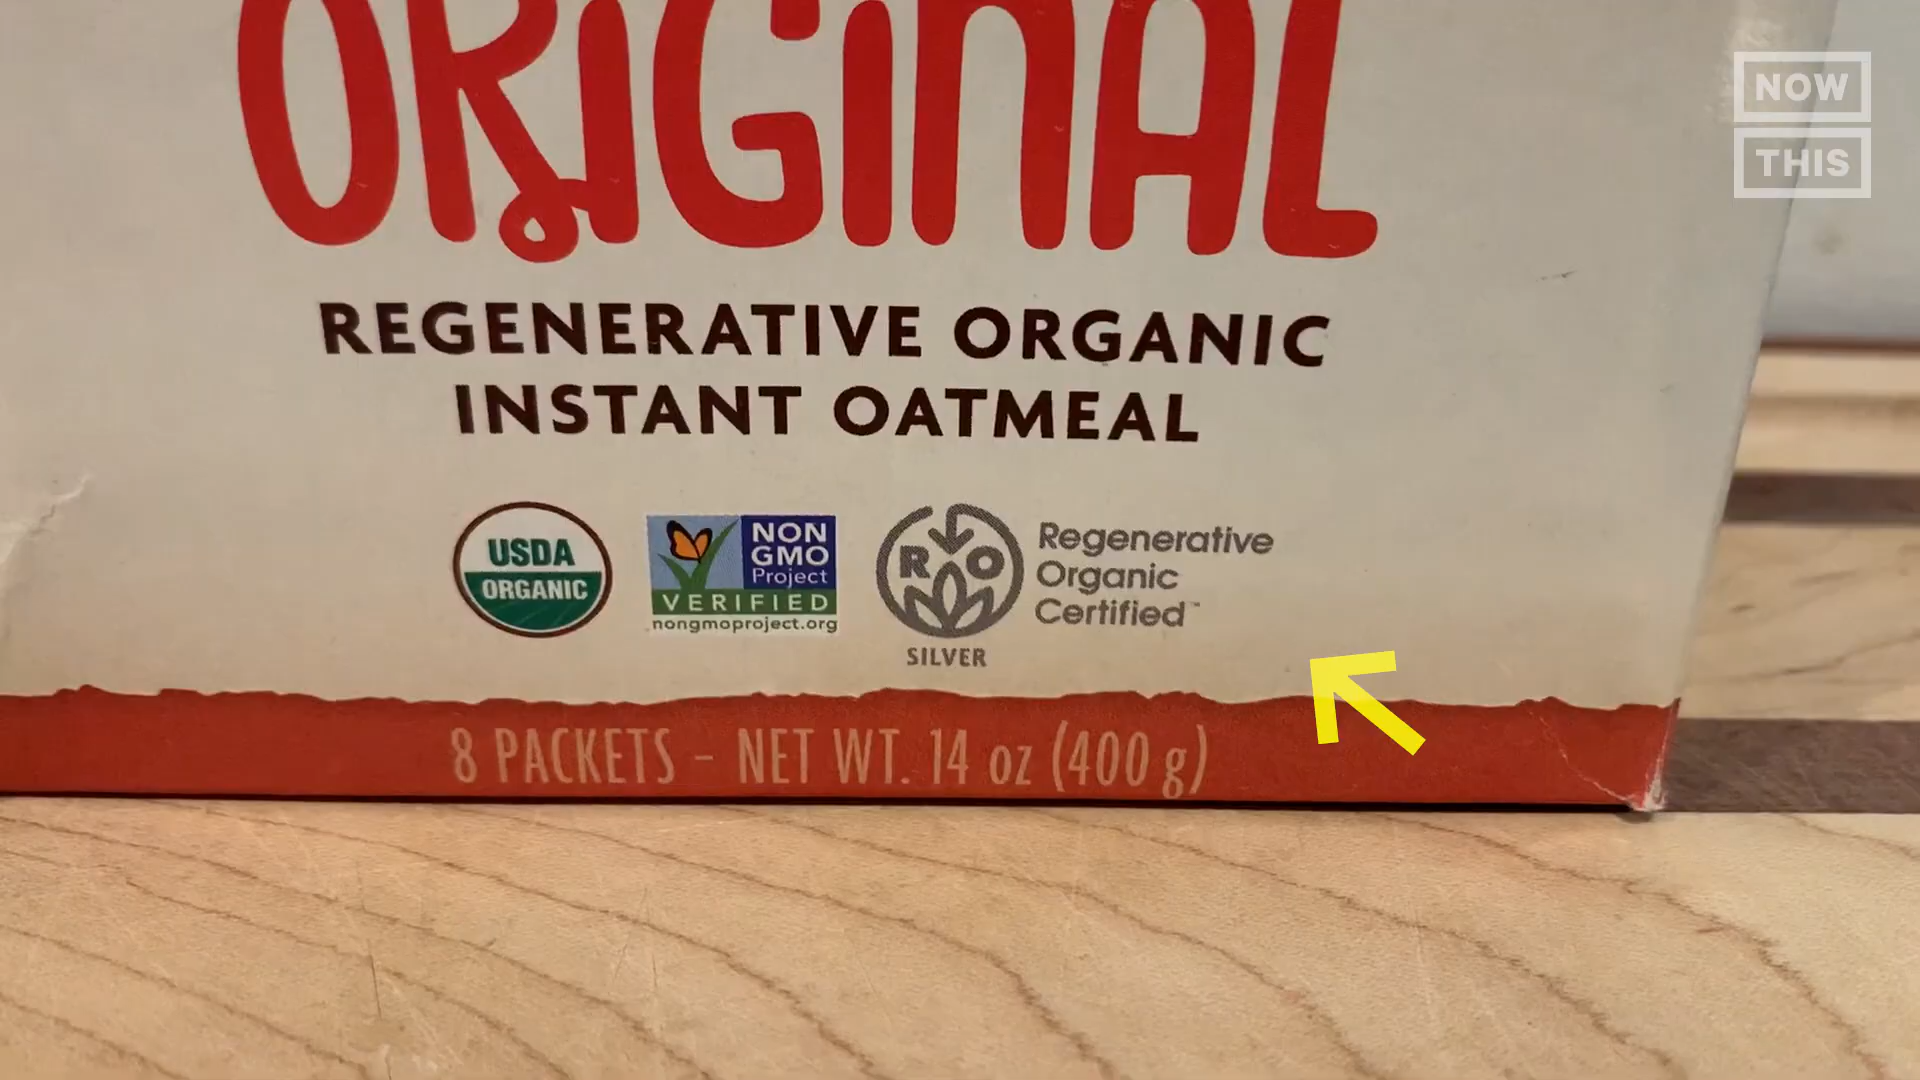 ORIGINAL
NOW
THIS
REGENERATIVE ORGANIC
INSTANT OATMEAL
USDA
ORGANIC
NON
GMO
Project
VERIFIED
nongmoproject.org
R O
SILVER
Regenerative
Organic
Certified™
8 PACKETS - NET WT. 14 oz (400 g)